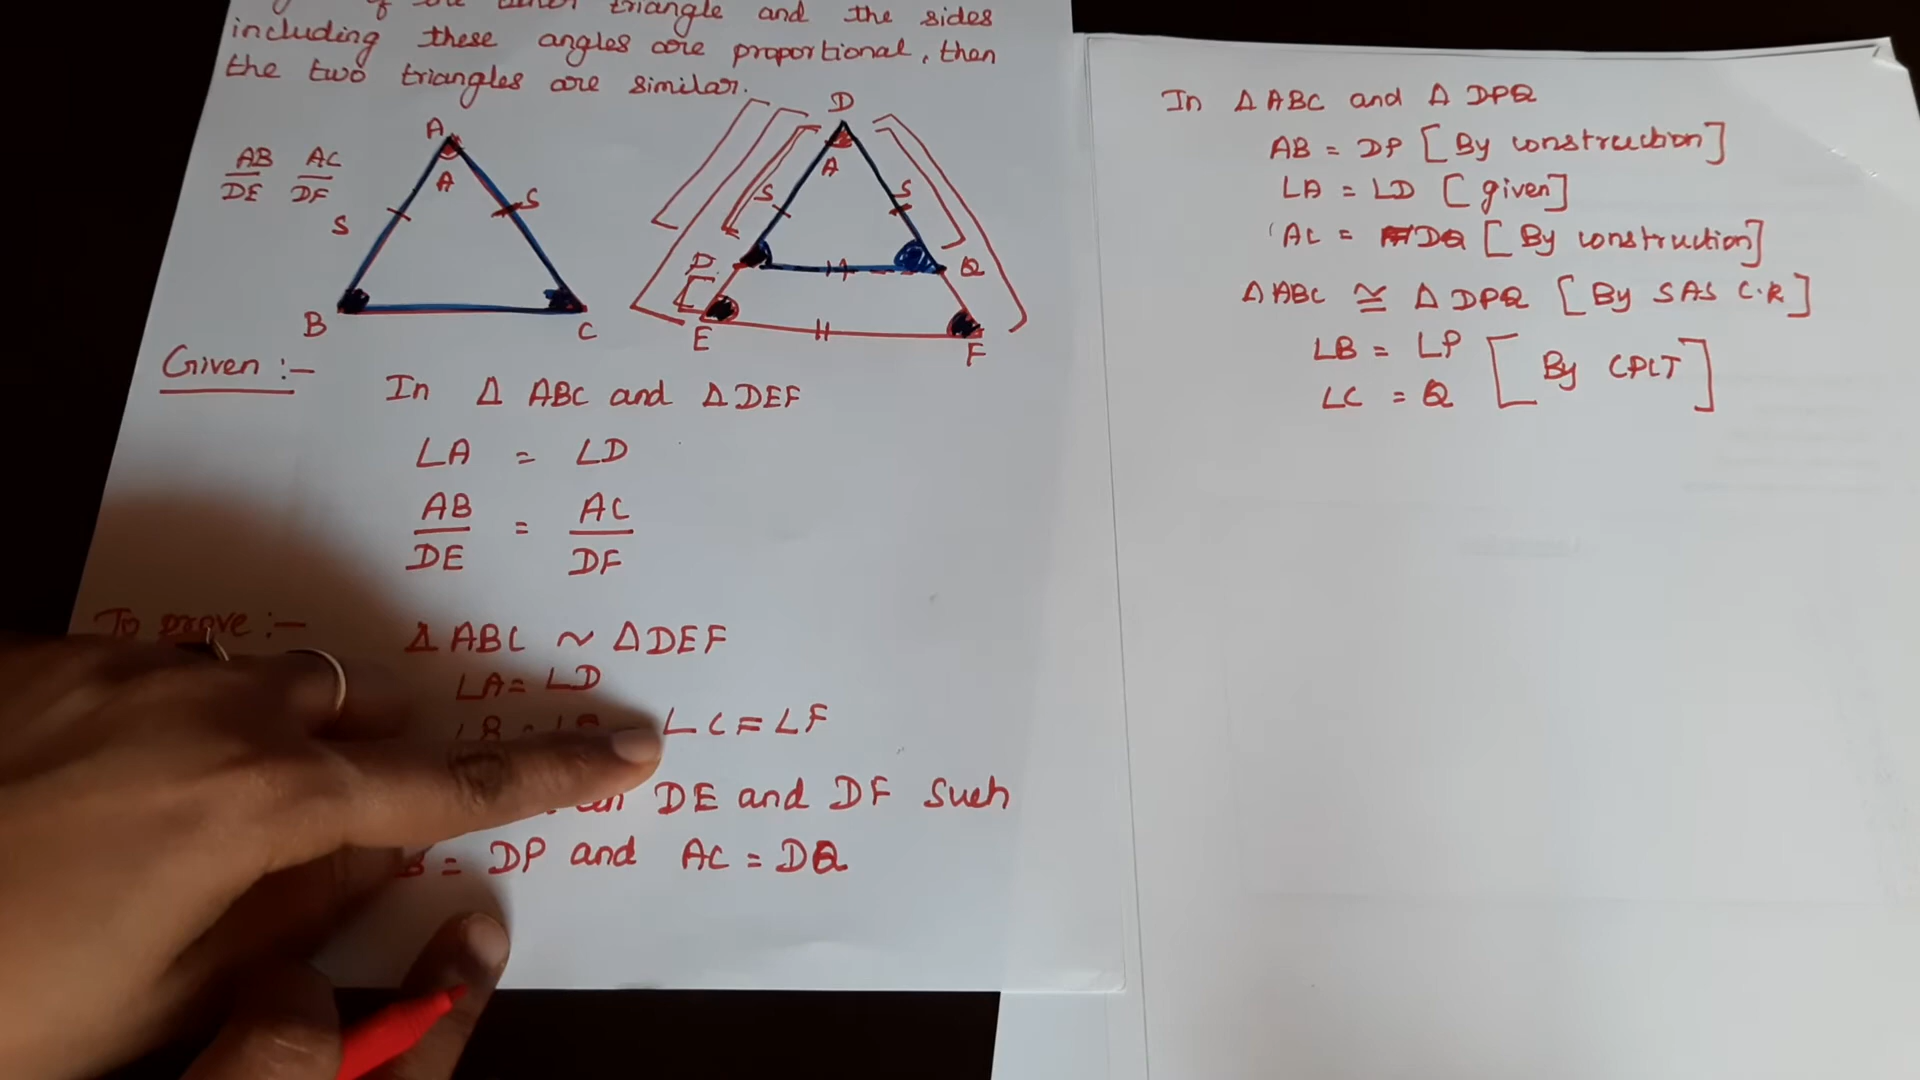 triangle and the sides
including these angles are proportional, then
the two triangles are similar.
AB/DE AC/DF
S
A
A
S
B
C
D
A
S
S
P
Q
E
F
Given :-
In Δ ABC and Δ DEF
∠A = ∠D
AB/DE = AC/DF
To prove :-
Δ ABC ~ Δ DEF
∠A = ∠D
∠C = ∠F
DE and DF Such
= DP and AC = DQ
In Δ ABC and Δ DPQ
AB = DP [By construction]
∠A = ∠D [given]
AC = DQ [By construction]
Δ ABC ≅ Δ DPQ [By SAS C.R]
∠B = ∠P
∠C = Q
[By CPCT]